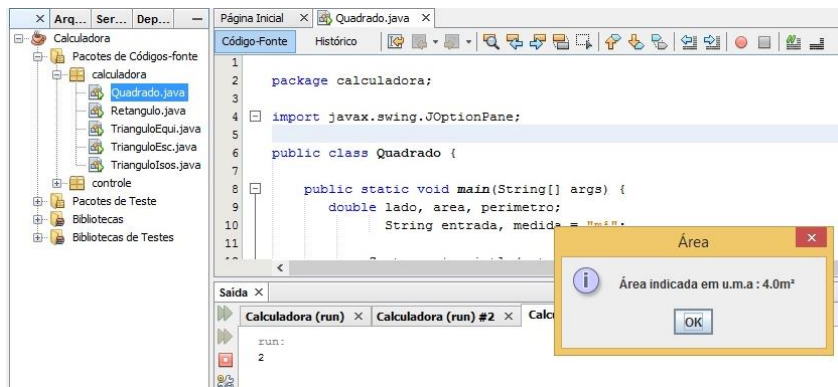 Arq... Ser... Dep...
Calculadora
Pacotes de Códigos-fonte
calculadora
Quadrado.java
Retangulo.java
TrianguloEqui.java
TrianguloEsc.java
TrianguloIsos.java
controle
Pacotes de Teste
Bibliotecas
Bibliotecas de Testes
Página Inicial Quadrado.java
Código-Fonte Histórico
1
2 package calculadora;
3
4 import javax.swing.JOptionPane;
5
6 public class Quadrado {
7
8 public static void main(String[] args) {
9 double lado, area, perimetro;
10 String entrada, medida =
11
Saída
Calculadora (run) Calculadora (run) #2
run:
2
Área
Área indicada em u.m.a : 4.0m²
OK